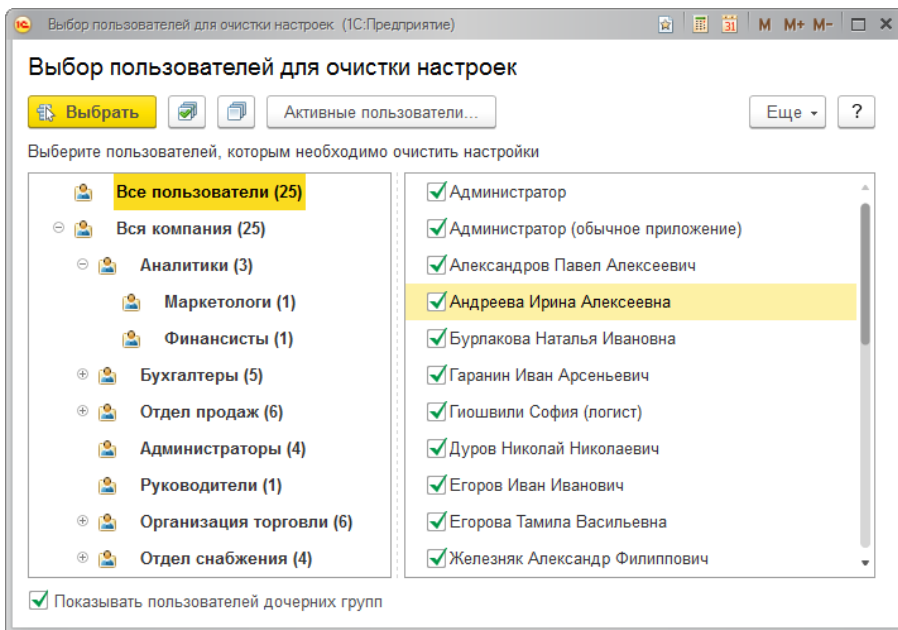 Выбор пользователей для очистки настроек (1С:Предприятие)
31 M M+ M-
Выбор пользователей для очистки настроек
Выбрать
Активные пользователи...
Еще
?
Выберите пользователей, которым необходимо очистить настройки
Все пользователи (25)
Вся компания (25)
Аналитики (3)
Маркетологи (1)
Финансисты (1)
Бухгалтеры (5)
Отдел продаж (6)
Администраторы (4)
Руководители (1)
Организация торговли (6)
Отдел снабжения (4)
Администратор
Администратор (обычное приложение)
Александров Павел Алексеевич
Андреева Ирина Алексеевна
Бурлакова Наталья Ивановна
Гаранин Иван Арсеньевич
Гиошвили София (логист)
Дуров Николай Николаевич
Егоров Иван Иванович
Егорова Тамила Васильевна
Железняк Александр Филиппович
Показывать пользователей дочерних групп